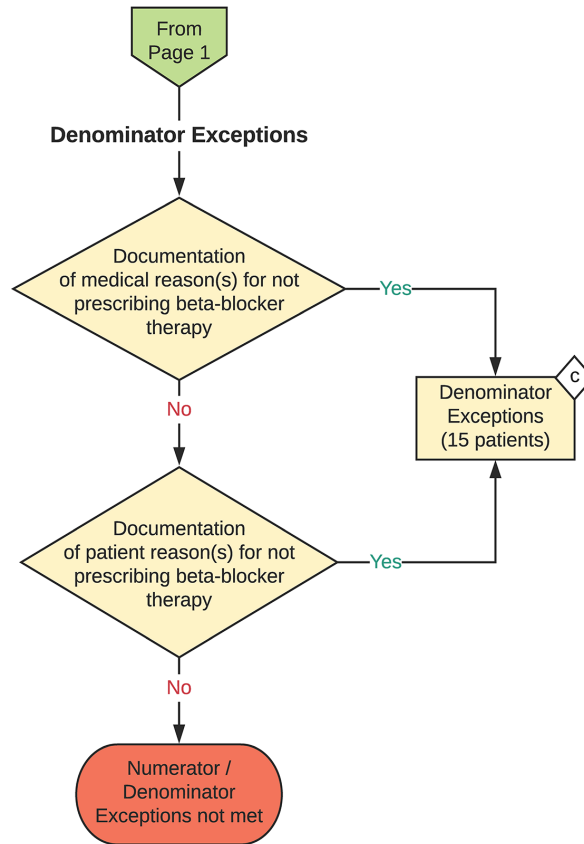 From
Page 1
Denominator Exceptions
Documentation
of medical reason(s) for not
prescribing beta-blocker
therapy
Yes
c
Denominator
Exceptions
(15 patients)
No
Documentation
of patient reason(s) for not
prescribing beta-blocker
therapy
Yes
No
Numerator /
Denominator
Exceptions not met